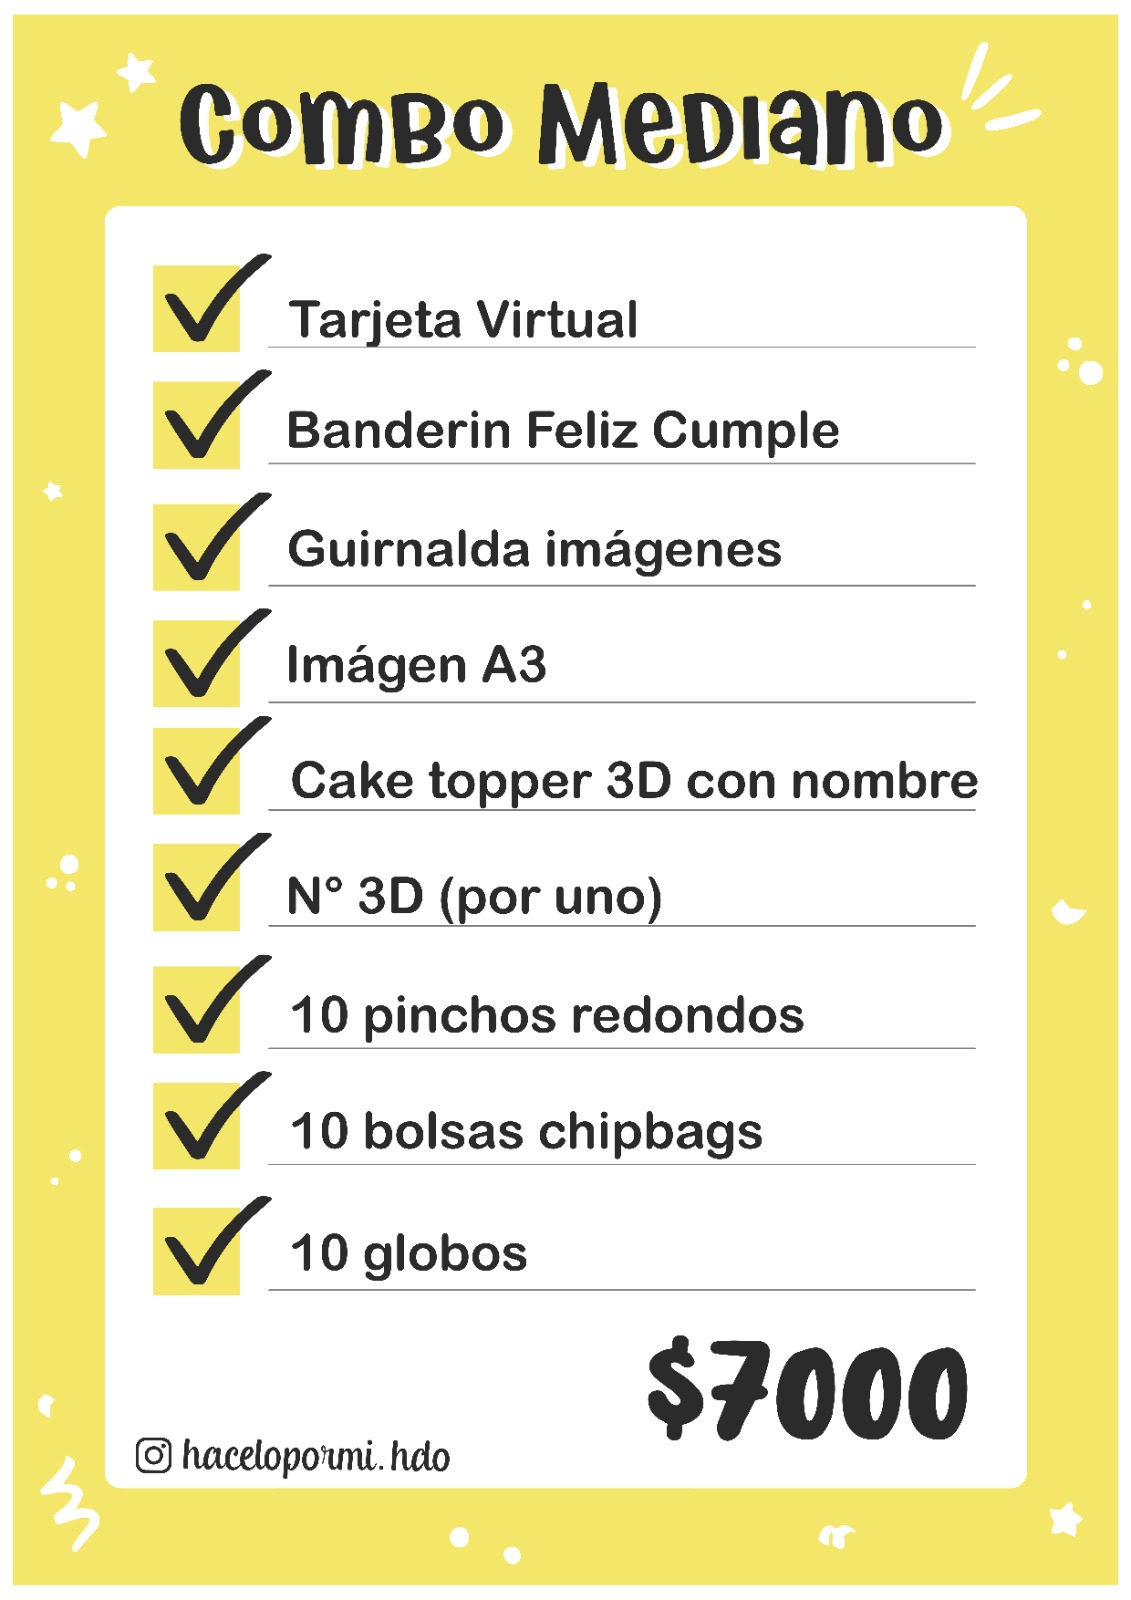 Combo Mediano
Tarjeta Virtual
Banderin Feliz Cumple
Guirnalda imágenes
Imágen A3
Cake topper 3D con nombre
N° 3D (por uno)
10 pinchos redondos
10 bolsas chipbags
10 globos
$7000
hacelopormi.hdo